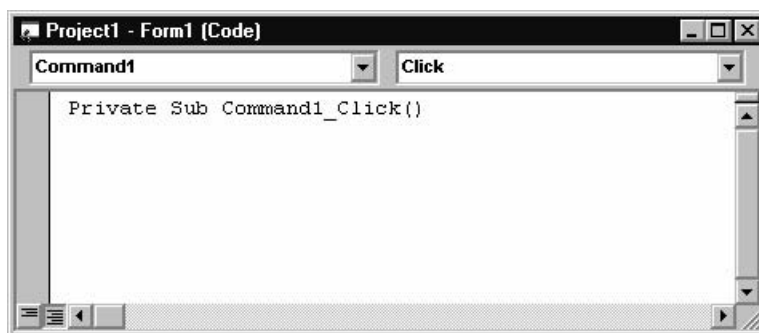 Project1 - Form1 (Code)
Command1
Click
Private Sub Command1_Click()